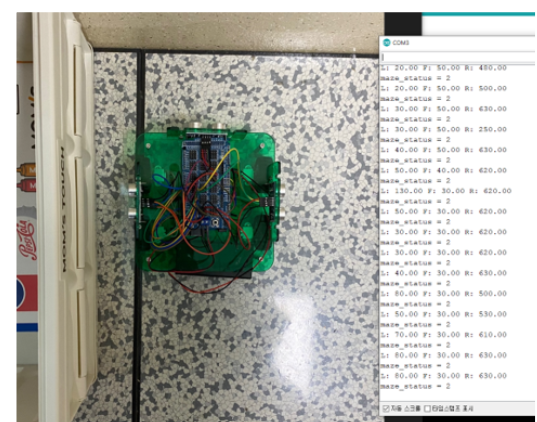 MOM'S TOUCH
COM3
L: 20.00 F: 50.00 R: 480.00
maze_status = 2
L: 20.00 F: 50.00 R: 500.00
maze_status = 2
L: 30.00 F: 50.00 R: 630.00
maze_status = 2
L: 30.00 F: 50.00 R: 250.00
maze_status = 2
L: 40.00 F: 50.00 R: 630.00
maze_status = 2
L: 50.00 F: 40.00 R: 620.00
maze_status = 2
L: 130.00 F: 30.00 R: 620.00
maze_status = 2
L: 50.00 F: 30.00 R: 620.00
maze_status = 2
L: 30.00 F: 30.00 R: 620.00
maze_status = 2
L: 30.00 F: 30.00 R: 620.00
maze_status = 2
L: 40.00 F: 30.00 R: 630.00
maze_status = 2
L: 80.00 F: 30.00 R: 500.00
maze_status = 2
L: 50.00 F: 30.00 R: 530.00
maze_status = 2
L: 70.00 F: 30.00 R: 610.00
maze_status = 2
L: 80.00 F: 30.00 R: 630.00
maze_status = 2
L: 80.00 F: 30.00 R: 630.00
maze_status = 2
자동 스크롤 타임스탬프 표시